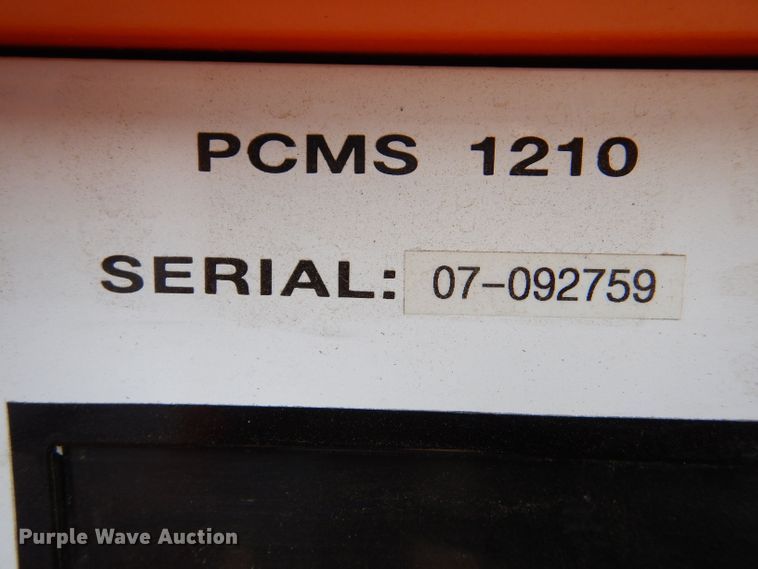 PCMS 1210
SERIAL: 07-092759
Purple Wave Auction